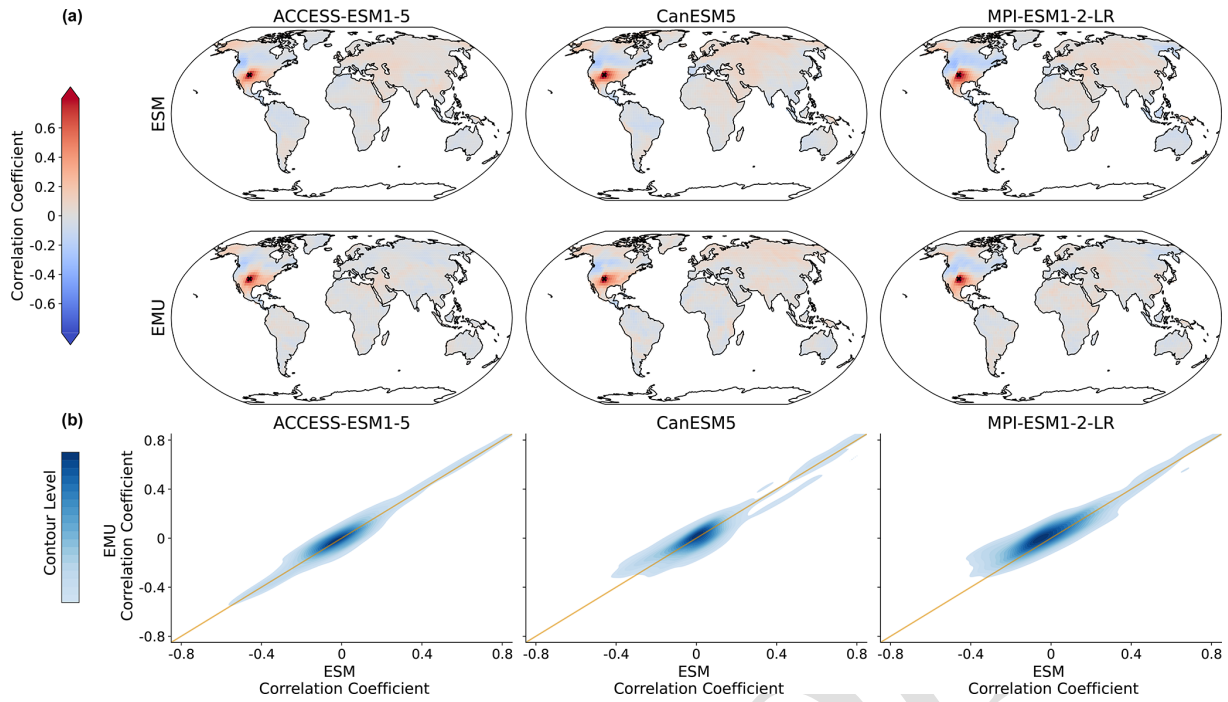 (a)
ACCESS-ESM1-5
CanESM5
MPI-ESM1-2-LR
Correlation Coefficient
0.6
0.4
0.2
0
-0.2
-0.4
-0.6
ESM
EMU
(b)
ACCESS-ESM1-5
CanESM5
MPI-ESM1-2-LR
Contour Level
EMU
Correlation Coefficient
0.8
0.4
0
-0.4
-0.8
-0.8 -0.4 0 0.4 0.8
-0.8 -0.4 0 0.4 0.8
-0.8 -0.4 0 0.4 0.8
ESM
Correlation Coefficient
ESM
Correlation Coefficient
ESM
Correlation Coefficient